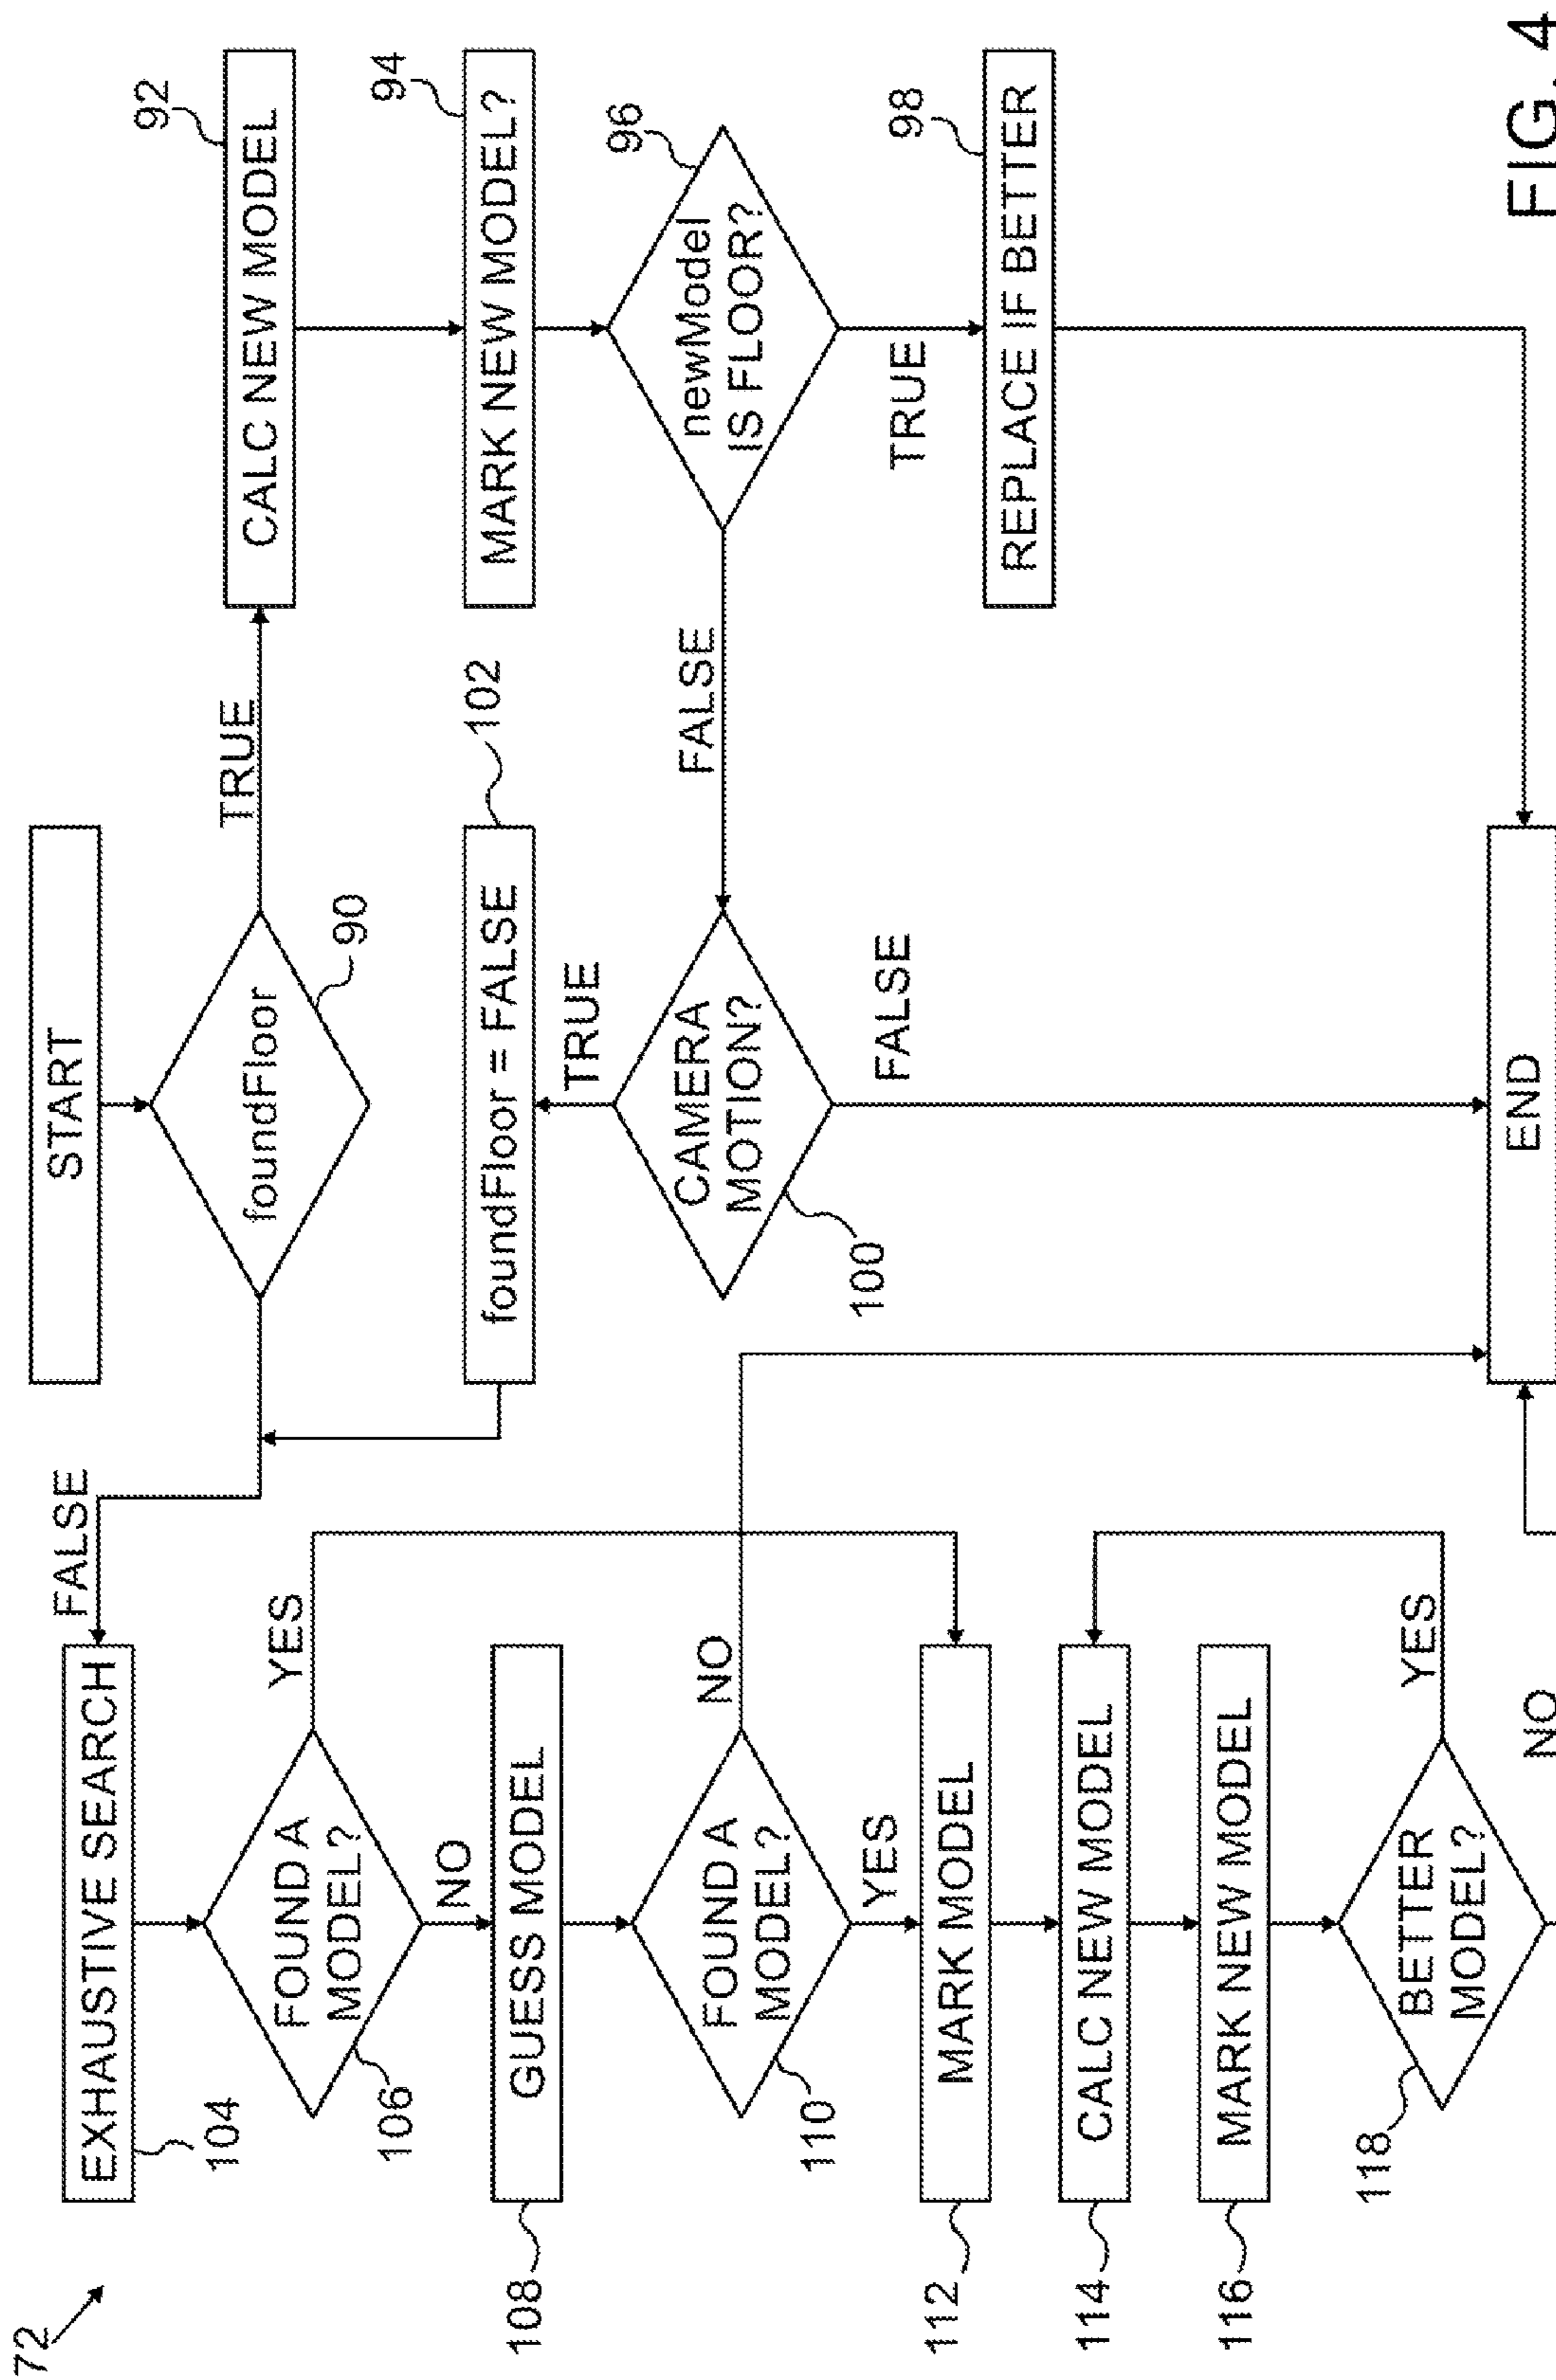 72
START
foundFloor
90
TRUE
FALSE
CALC NEW MODEL
92
MARK NEW MODEL?
94
newModel
IS FLOOR?
96
TRUE
REPLACE IF BETTER
98
FALSE
CAMERA
MOTION?
100
TRUE
foundFloor = FALSE
102
FALSE
END
EXHAUSTIVE SEARCH
104
FOUND A
MODEL?
106
YES
NO
GUESS MODEL
108
FOUND A
MODEL?
110
NO
YES
MARK MODEL
112
CALC NEW MODEL
114
MARK NEW MODEL
116
BETTER
MODEL?
118
YES
NO
FIG. 4